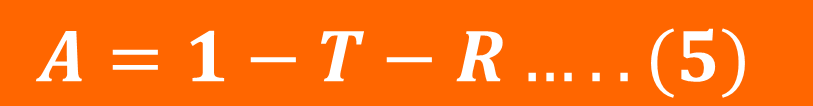 A = 1 − T − R … . . (5)